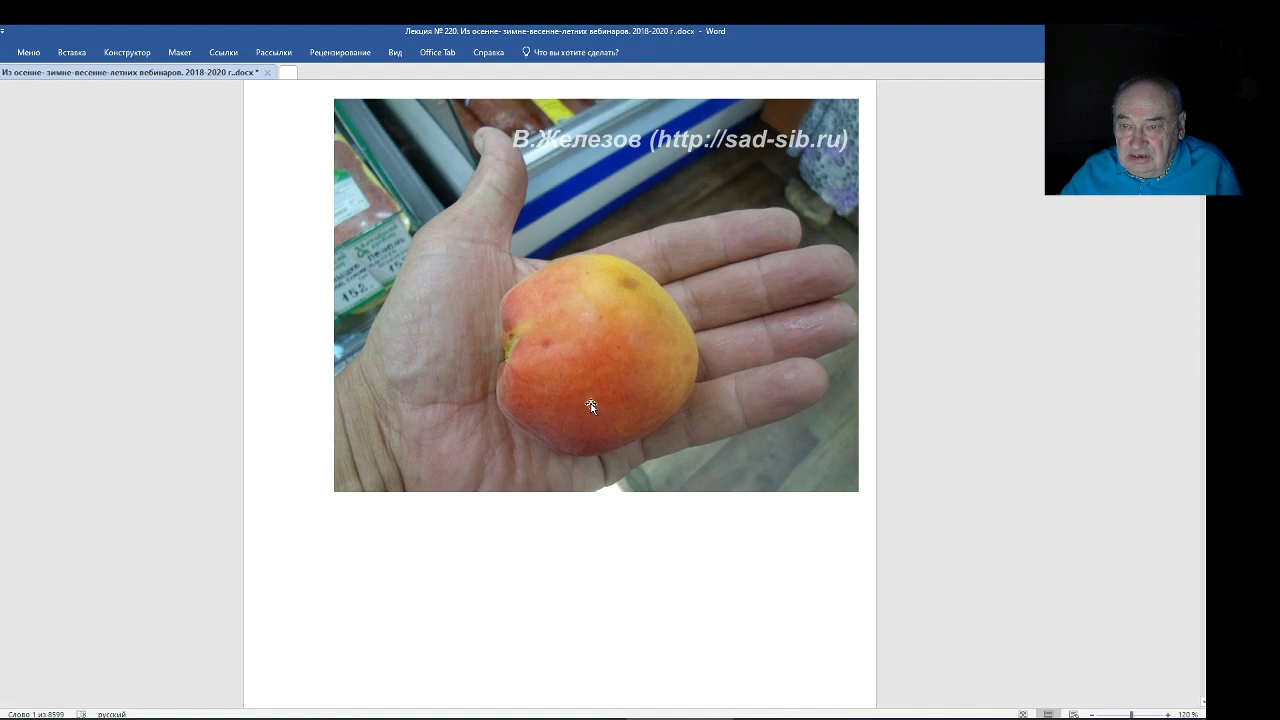 Лекция № 220. Из осенне- зимне-весенне-летних вебинаров. 2018-2020 г..docx - Word
Меню Вставка Конструктор Макет Ссылки Рассылки Рецензирование Вид Office Tab Справка Что вы хотите сделать?
Из осенне- зимне-весенне-летних вебинаров. 2018-2020 г..docx *
В.Железов (http://sad-sib.ru)
152
15
Слово 1 из 8599 русский 120 %